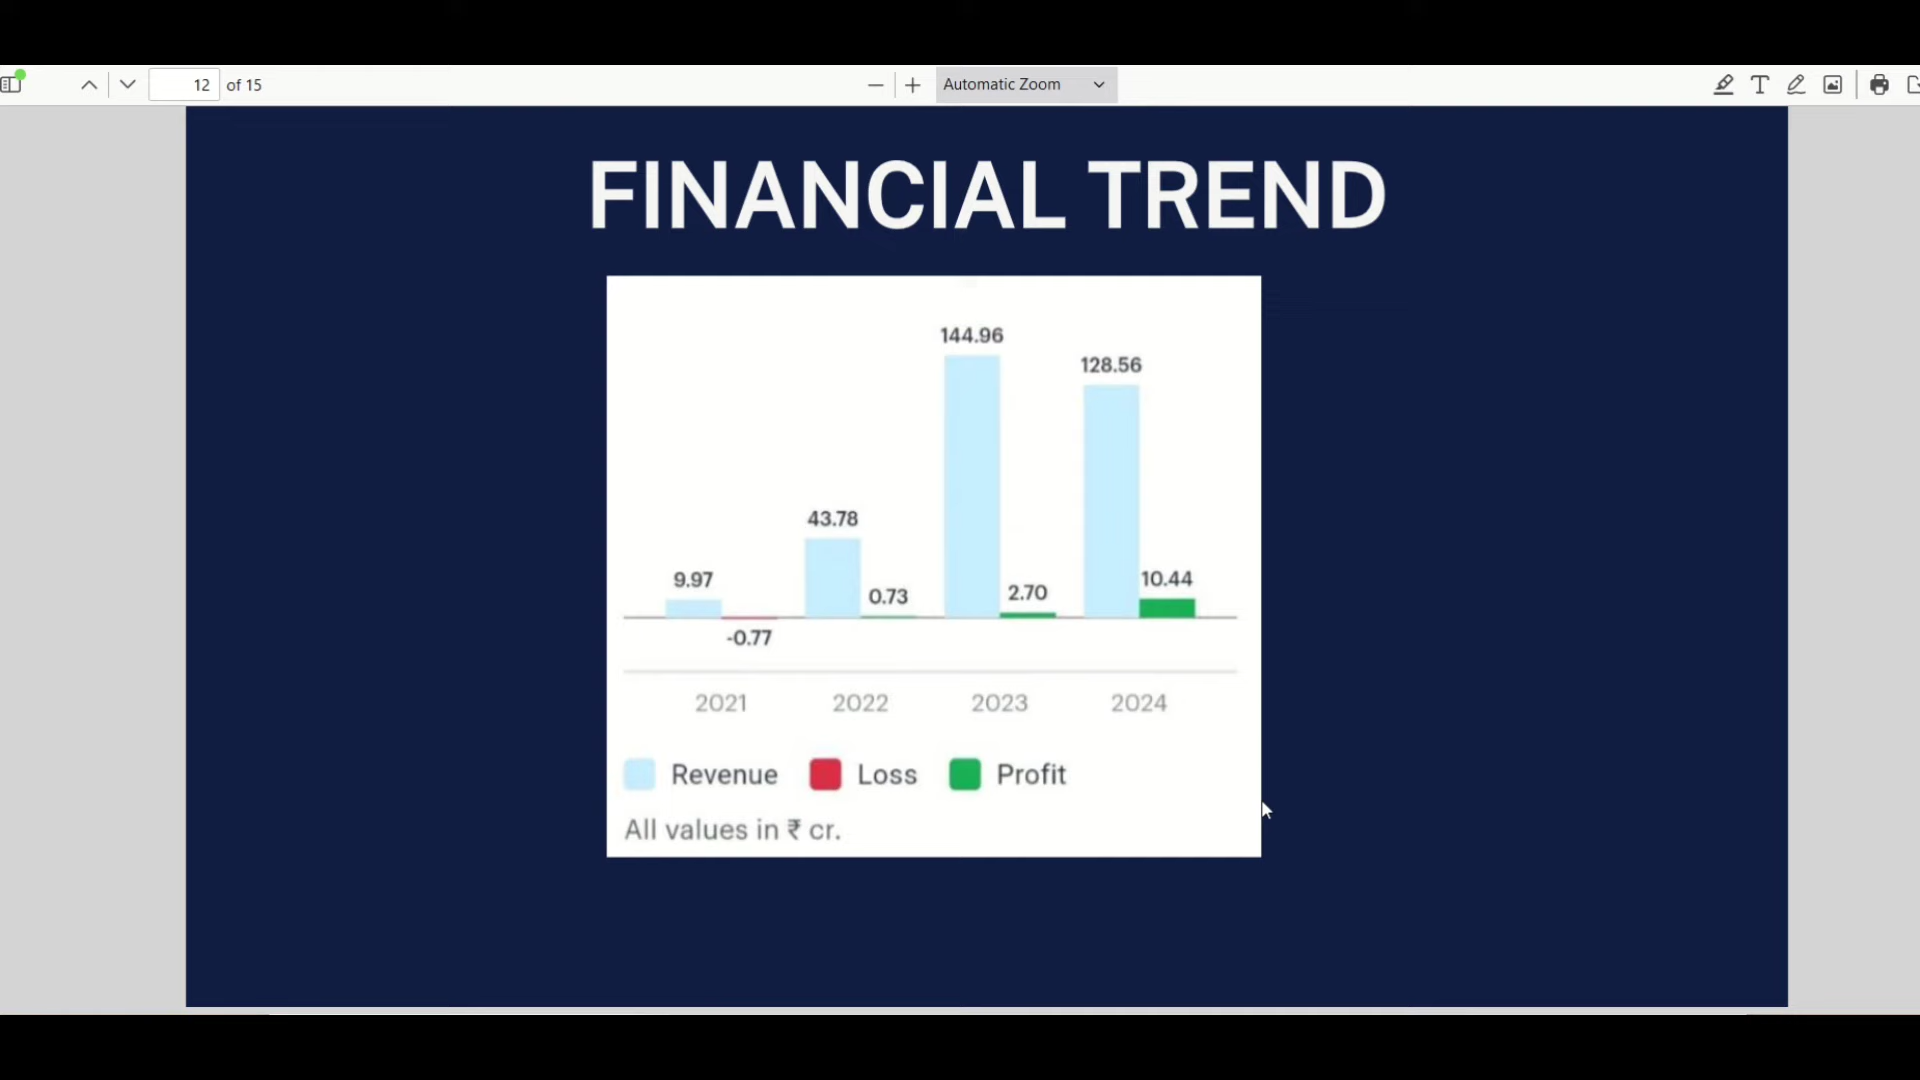 12 of 15 Automatic Zoom
FINANCIAL TREND
144.96
128.56
43.78
9.97 0.73 2.70 10.44
-0.77
2021 2022 2023 2024
Revenue Loss Profit
All values in ₹ cr.